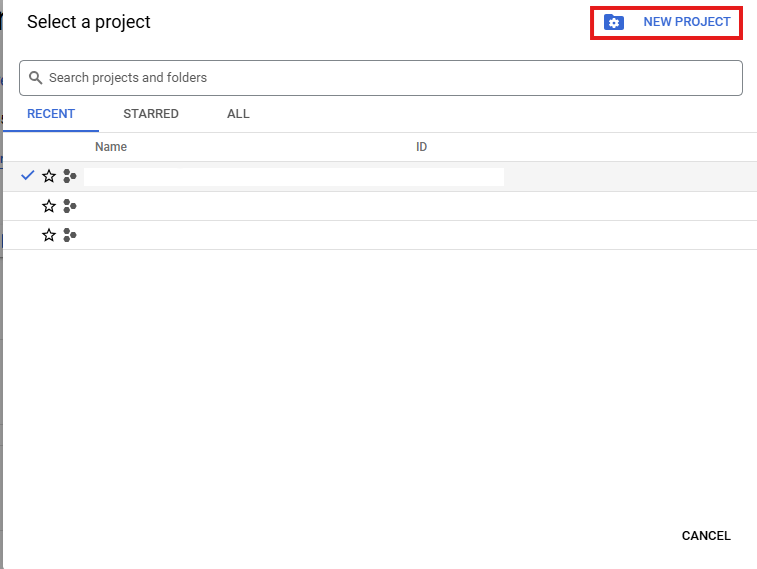 Select a project
NEW PROJECT
Search projects and folders
RECENT STARRED ALL
Name ID
CANCEL